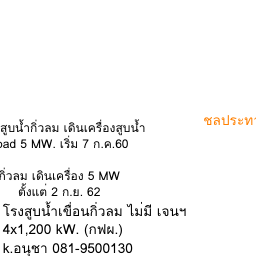 ชลประทา
สูบน้ำกิ่วลม เดินเครื่องสูบน้ำ
oad 5 MW. เริ่ม 7 ก.ค.60
กิ่วลม เดินเครื่อง 5 MW
ตั้งแต่ 2 ก.ย. 62
โรงสูบน้ำเขื่อนกิ่วลม ไม่มี เจนฯ
4x1,200 kW. (กฟผ.)
k.อนุชา 081-9500130